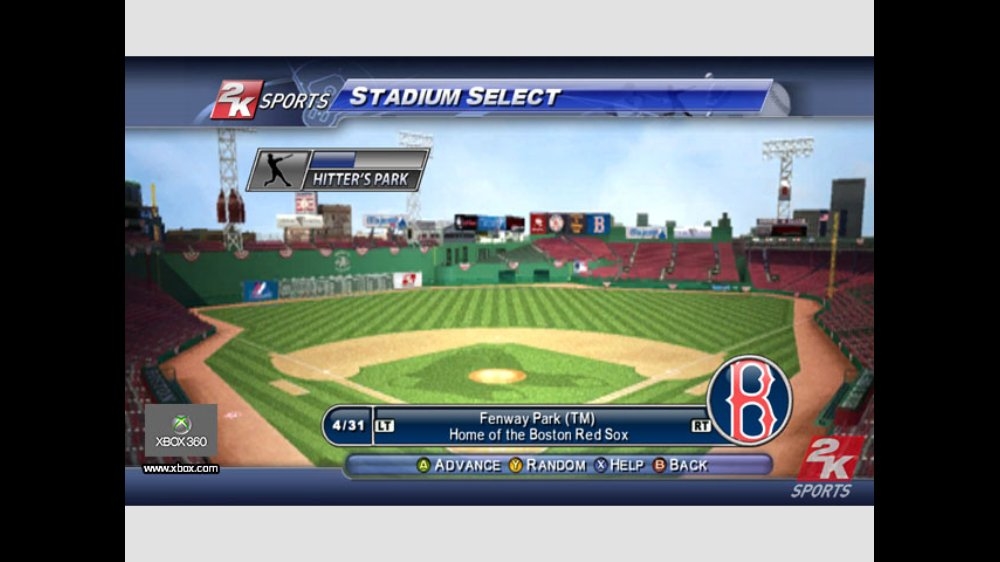 2K SPORTS
STADIUM SELECT
HITTER'S PARK
4/31
LT
Fenway Park (TM)
Home of the Boston Red Sox
RT
B
A ADVANCE Y RANDOM X HELP B BACK
XBOX 360
www.xbox.com
2K
SPORTS